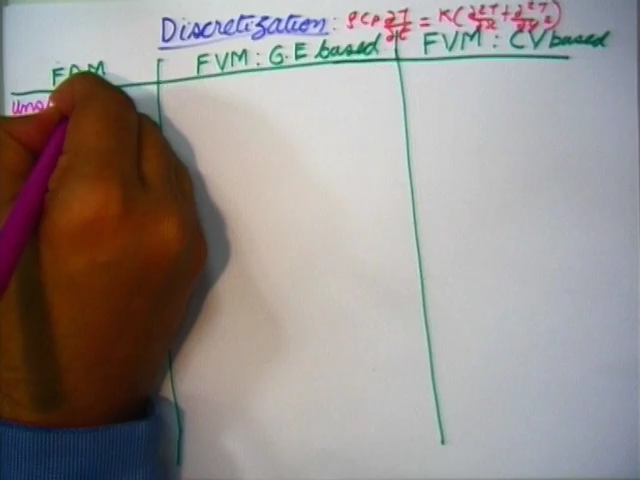 Discretization: ρCp ∂T/∂t = K(∂²T/∂x² + ∂²T/∂y²)
FDM FVM: G.E based FVM: CV based